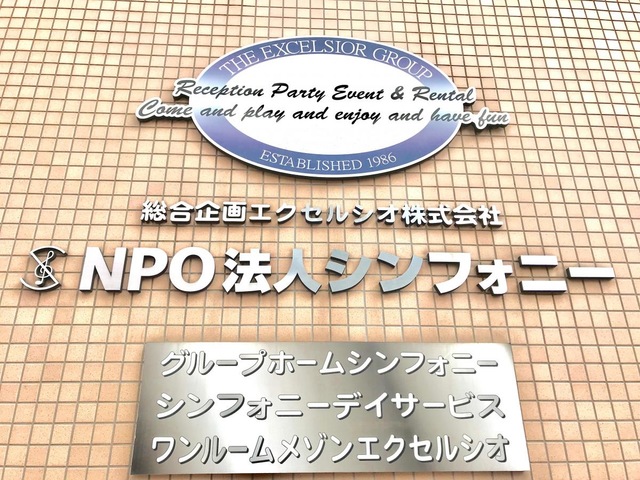 THE EXCELSIOR GROUP
Reception Party Event & Rental
Come and play and enjoy and have fun
ESTABLISHED 1986
総合企画エクセルシオ株式会社
NPO法人シンフォニー
グループホームシンフォニー
シンフォニーデイサービス
ワンルームメゾンエクセルシオ